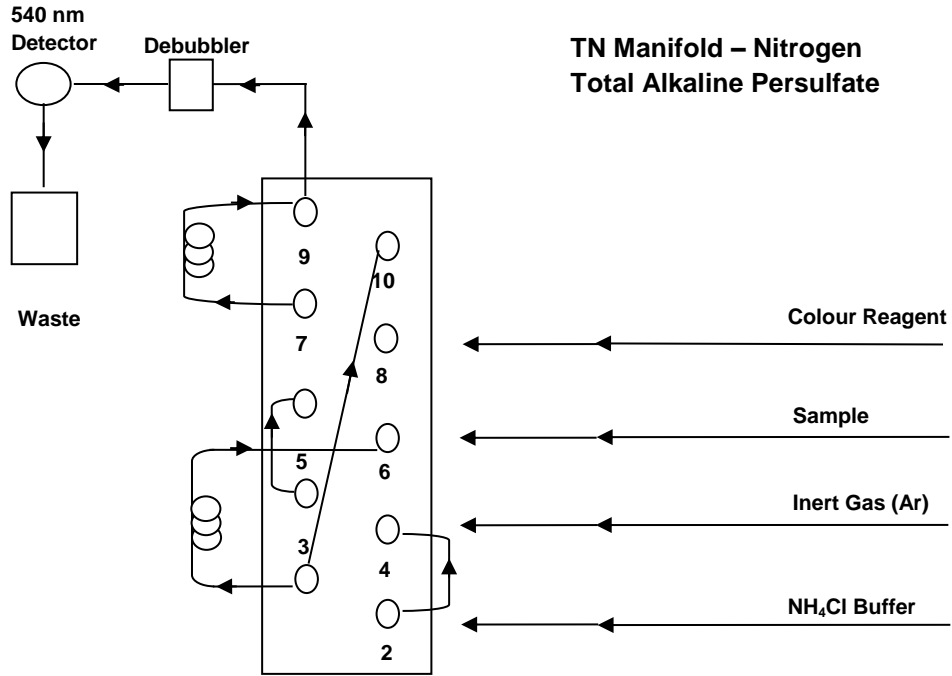 540 nm
Detector
Debubbler
TN Manifold – Nitrogen
Total Alkaline Persulfate
9
10
Waste
7
Colour Reagent
8
Sample
5
6
Inert Gas (Ar)
3
4
NH₄Cl Buffer
2